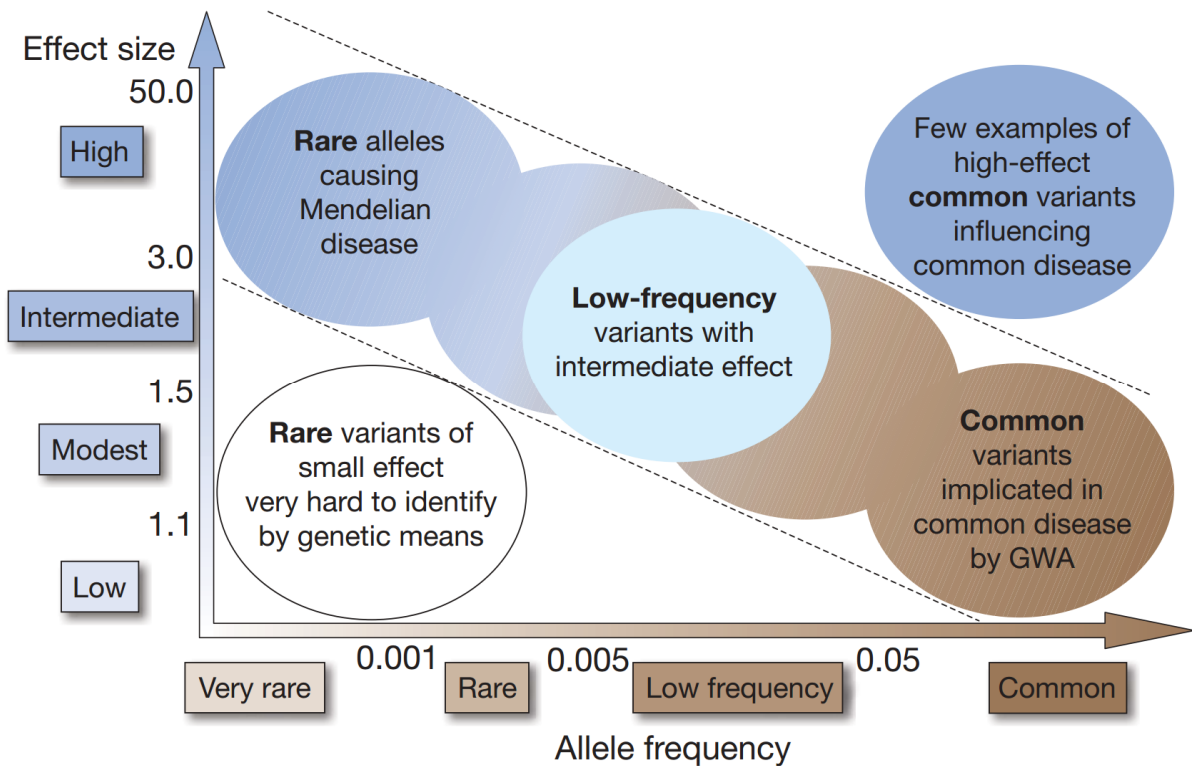 Effect size
50.0
High
3.0
Intermediate
1.5
Modest
1.1
Low
Rare alleles
causing
Mendelian
disease
Few examples of
high-effect
common variants
influencing
common disease
Low-frequency
variants with
intermediate effect
Rare variants of
small effect
very hard to identify
by genetic means
Common
variants
implicated in
common disease
by GWA
0.001
0.005
0.05
Very rare
Rare
Low frequency
Common
Allele frequency